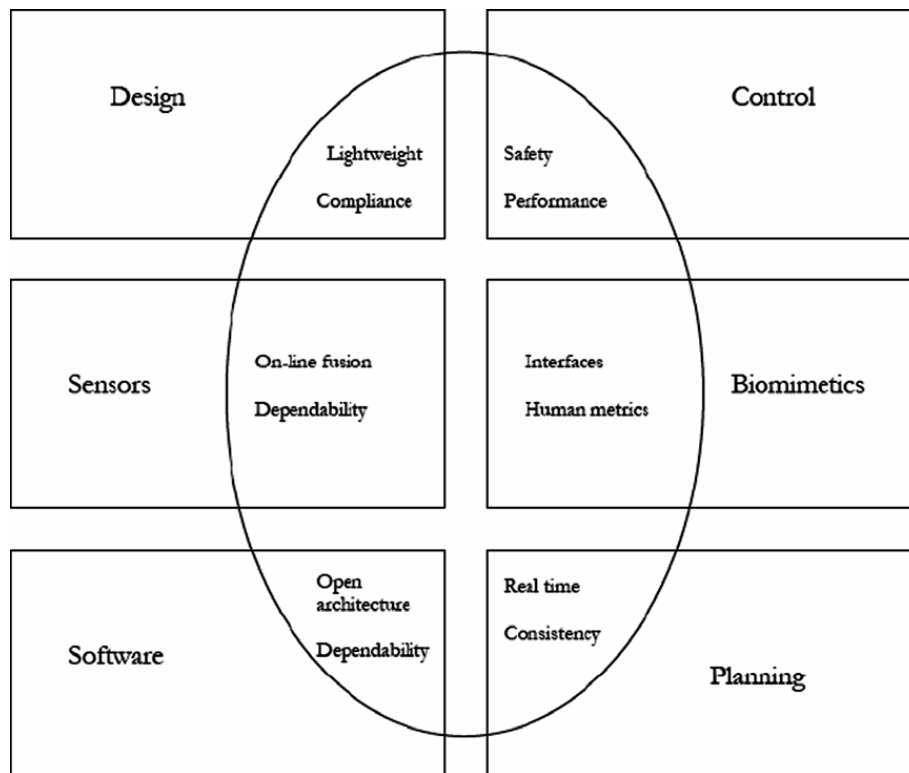 Design
Lightweight
Compliance
Control
Safety
Performance
Sensors
On-line fusion
Dependability
Interfaces
Human metrics
Biomimetics
Software
Open
architecture
Dependability
Real time
Consistency
Planning